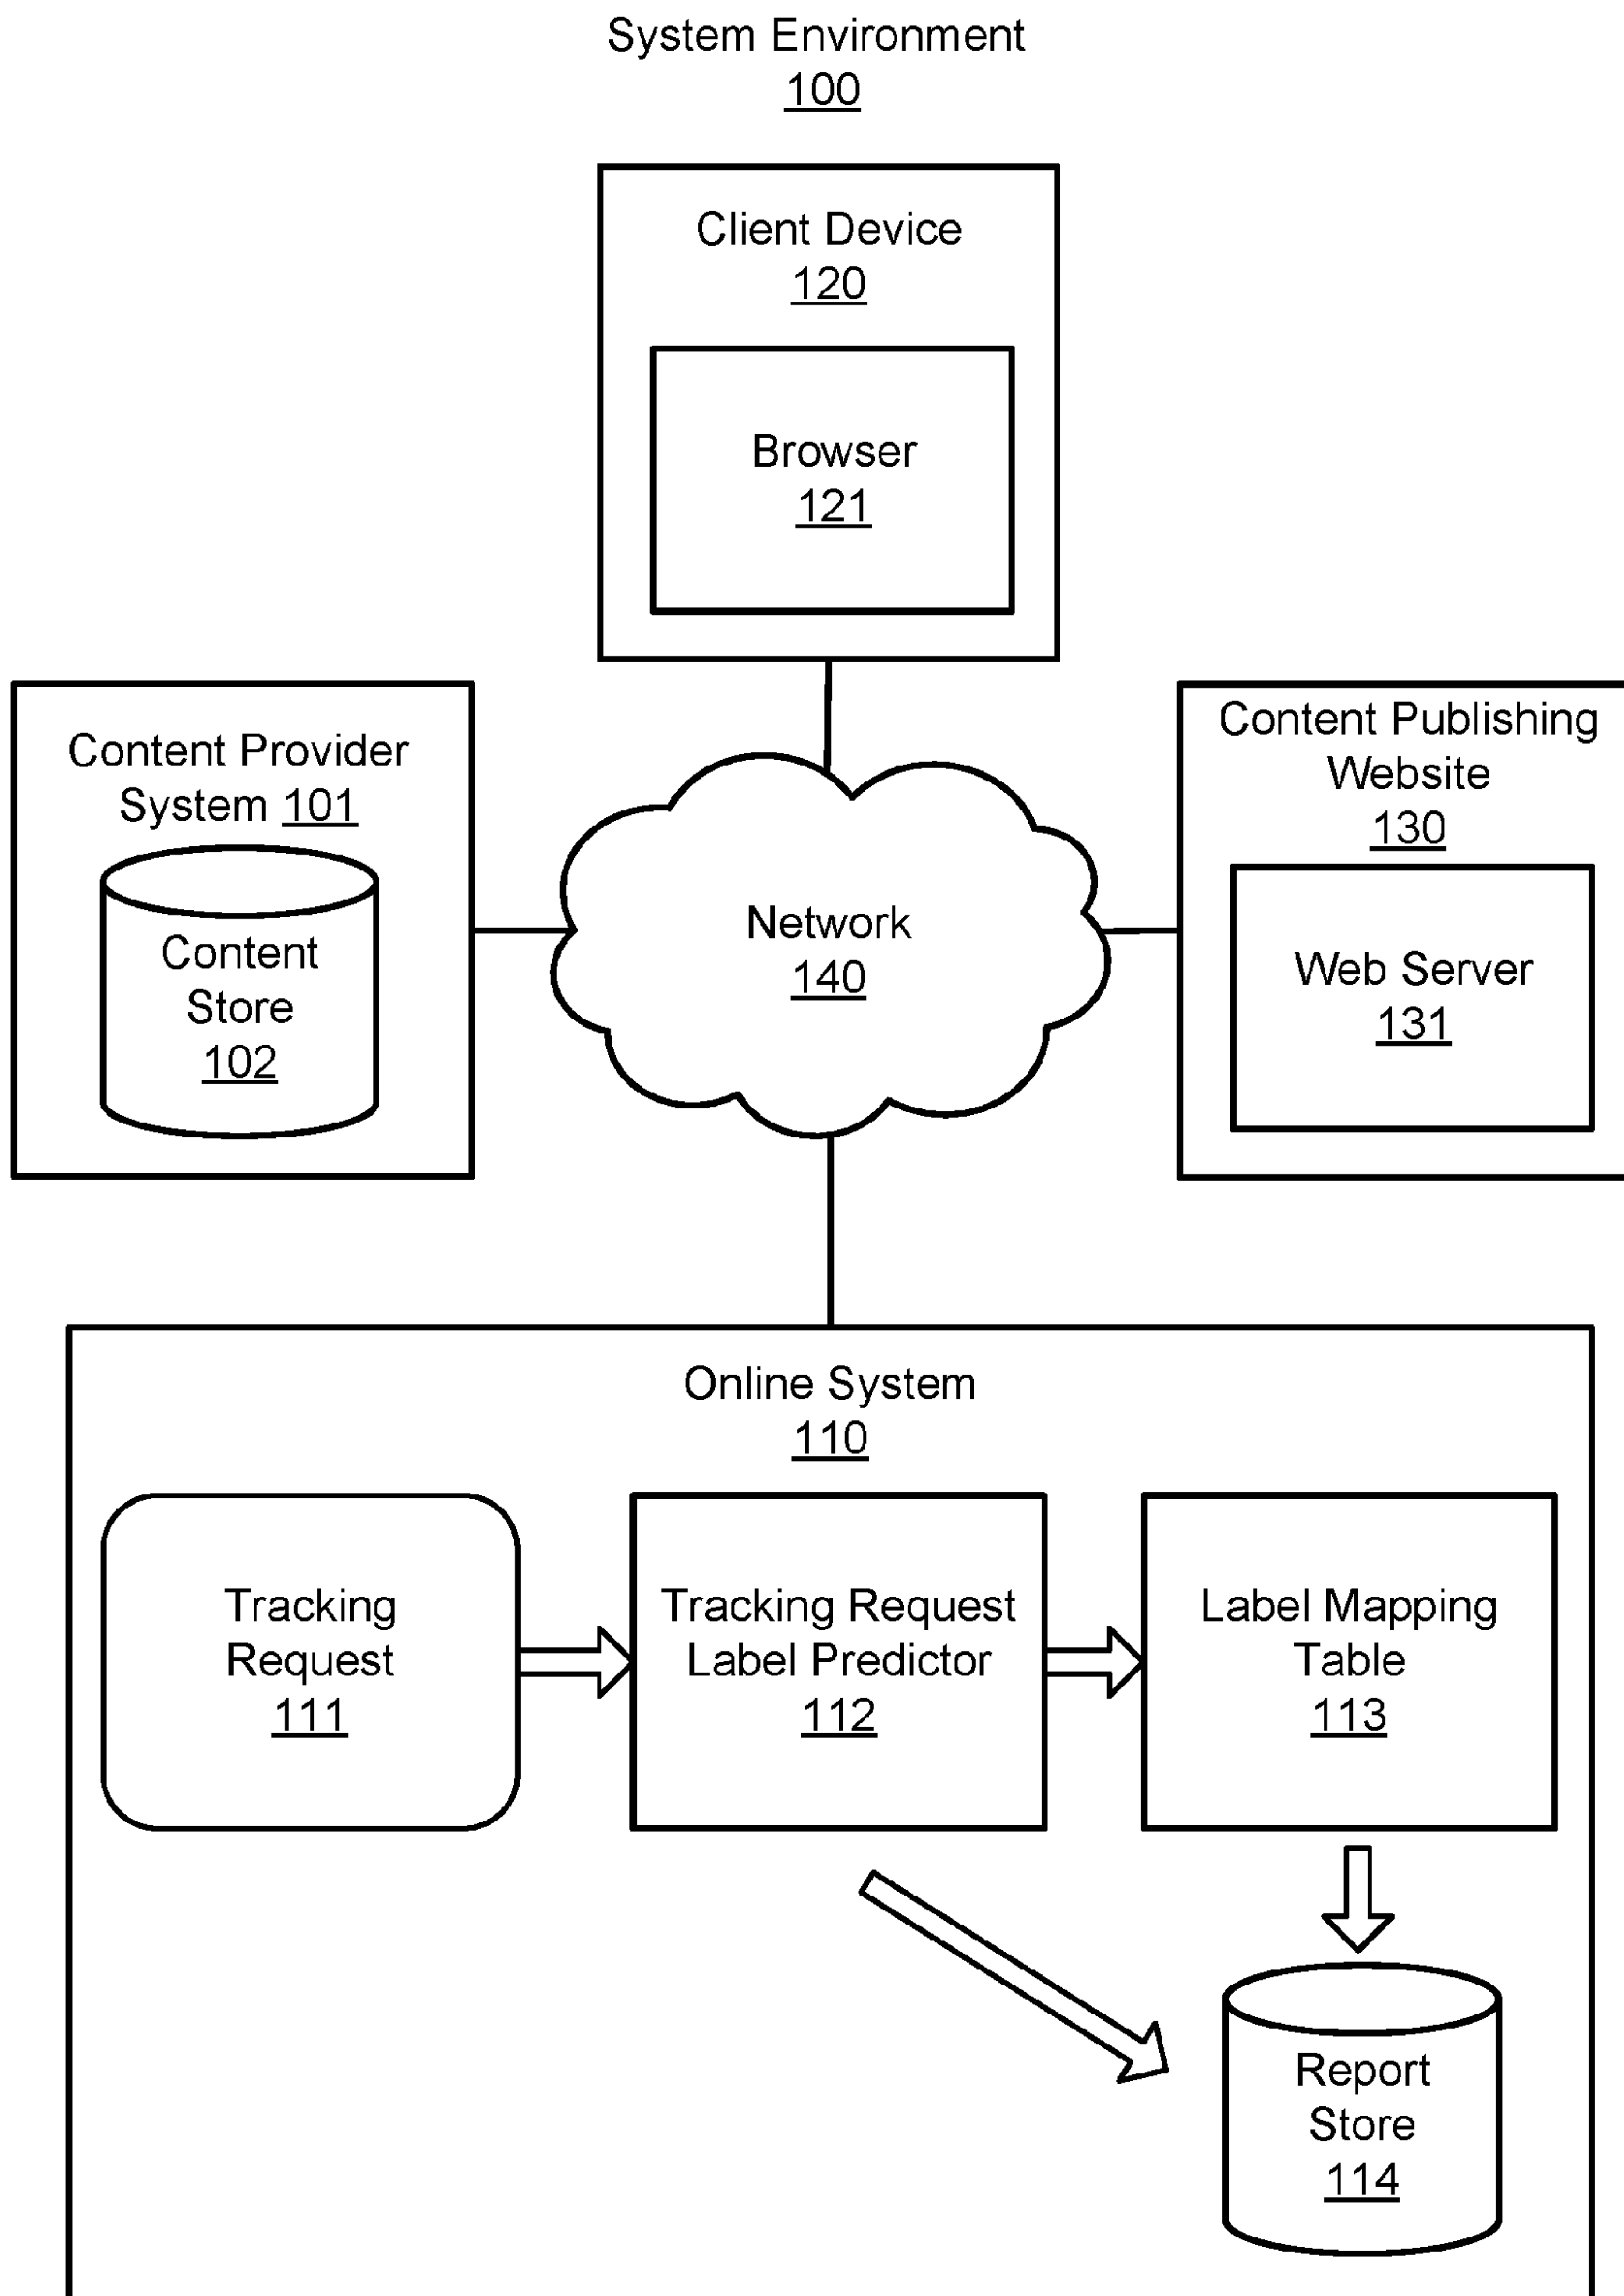 System Environment
100
Client Device
120
Browser
121
Content Provider
System 101
Content
Store
102
Network
140
Content Publishing
Website
130
Web Server
131
Online System
110
Tracking
Request
111
Tracking Request
Label Predictor
112
Label Mapping
Table
113
Report
Store
114